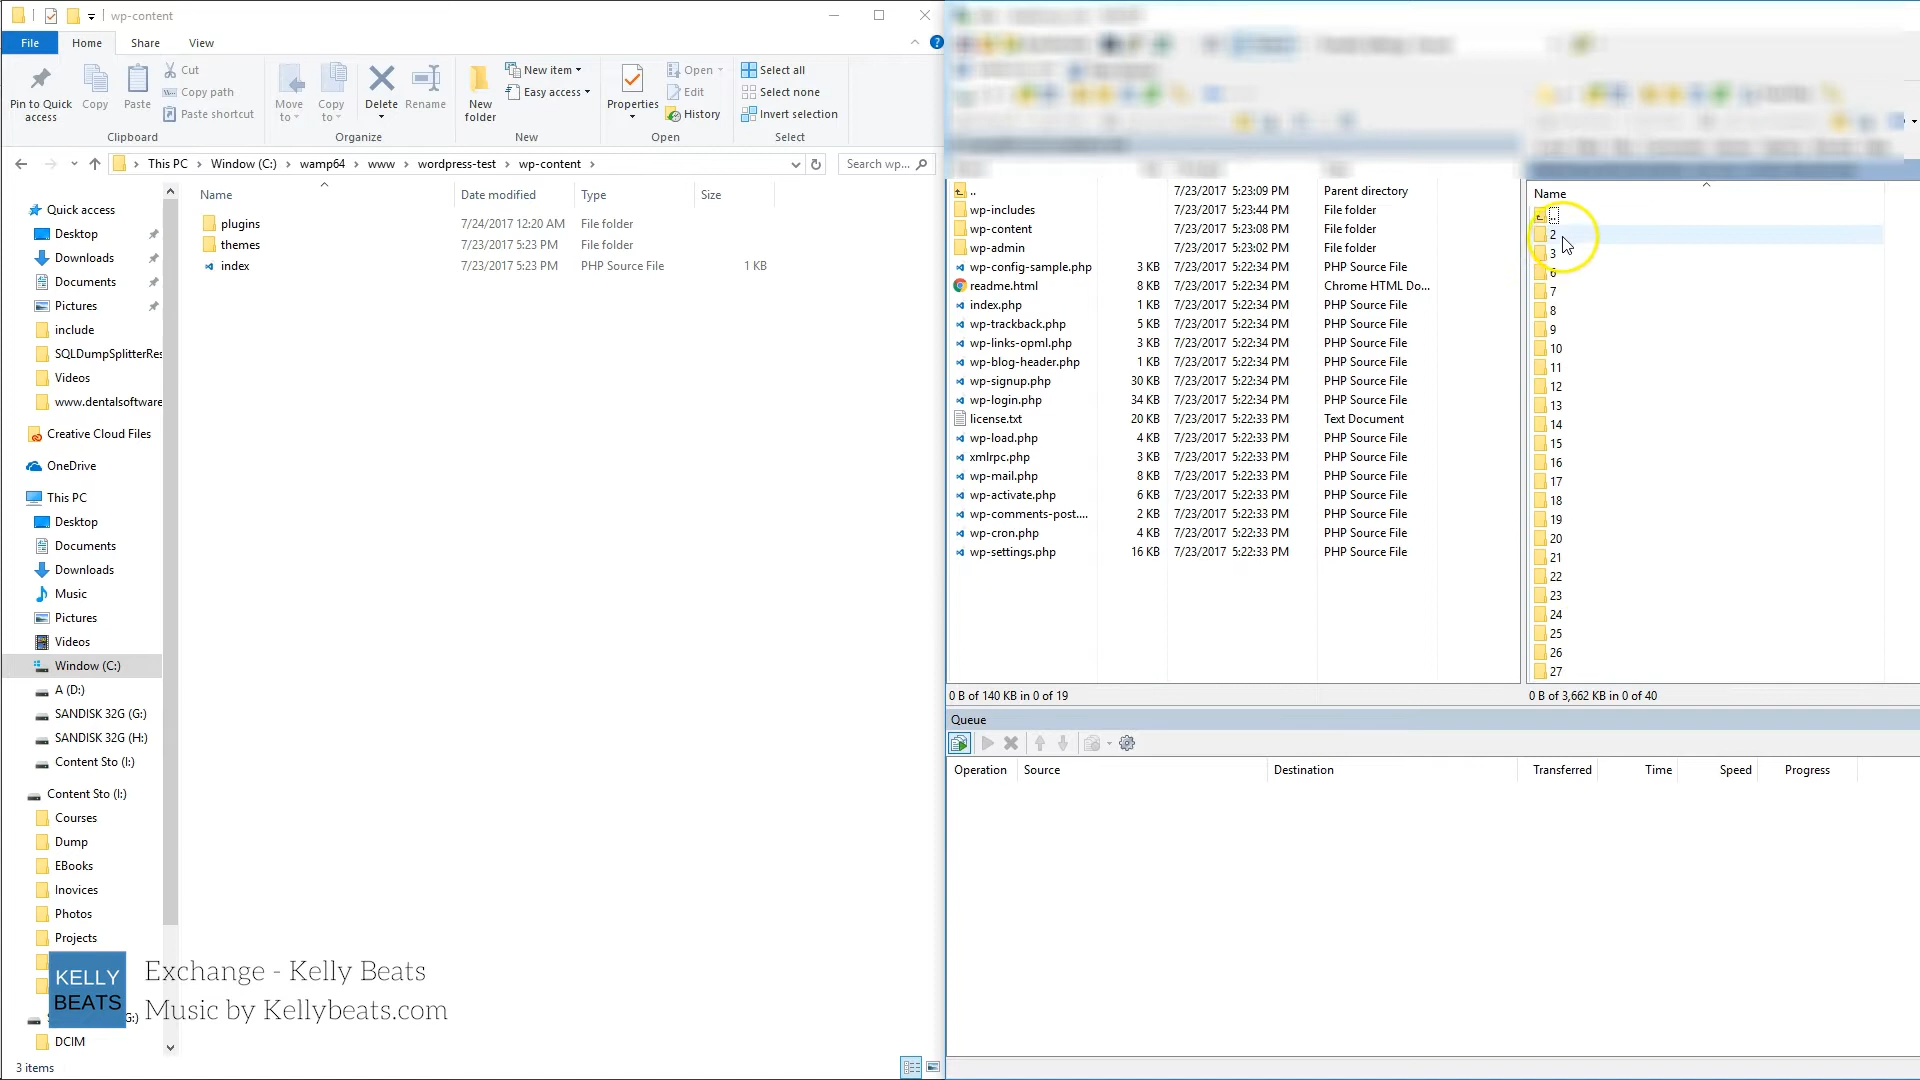 wp-content
File Home Share View
Pin to Quick access
Copy
Paste
Cut
Copy path
Paste shortcut
Clipboard
Move to
Copy to
Delete
Rename
Organize
New folder
New item
Easy access
New
Properties
Open
Edit
History
Open
Select all
Select none
Invert selection
Select
This PC > Window (C:) > wamp64 > www > wordpress-test > wp-content >
Search wp...
Name Date modified Type Size
plugins 7/24/2017 12:20 AM File folder
themes 7/23/2017 5:23 PM File folder
index 7/23/2017 5:23 PM PHP Source File 1 KB
Quick access
Desktop
Downloads
Documents
Pictures
include
SQLDumpSplitterRes
Videos
www.dentalsoftware
Creative Cloud Files
OneDrive
This PC
Desktop
Documents
Downloads
Music
Pictures
Videos
Window (C:)
A (D:)
SANDISK 32G (G:)
SANDISK 32G (H:)
Content Sto (I:)
Content Sto (I:)
Courses
Dump
EBooks
Inovices
Photos
Projects
G:)
DCIM
3 items
KELLY
BEATS
Exchange - Kelly Beats
Music by Kellybeats.com
.. 7/23/2017 5:23:09 PM Parent directory
wp-includes 7/23/2017 5:23:44 PM File folder
wp-content 7/23/2017 5:23:08 PM File folder
wp-admin 7/23/2017 5:23:02 PM File folder
wp-config-sample.php 3 KB 7/23/2017 5:22:34 PM PHP Source File
readme.html 8 KB 7/23/2017 5:22:34 PM Chrome HTML Do...
index.php 1 KB 7/23/2017 5:22:34 PM PHP Source File
wp-trackback.php 5 KB 7/23/2017 5:22:34 PM PHP Source File
wp-links-opml.php 3 KB 7/23/2017 5:22:34 PM PHP Source File
wp-blog-header.php 1 KB 7/23/2017 5:22:34 PM PHP Source File
wp-signup.php 30 KB 7/23/2017 5:22:34 PM PHP Source File
wp-login.php 34 KB 7/23/2017 5:22:34 PM PHP Source File
license.txt 20 KB 7/23/2017 5:22:33 PM Text Document
wp-load.php 4 KB 7/23/2017 5:22:33 PM PHP Source File
xmlrpc.php 3 KB 7/23/2017 5:22:33 PM PHP Source File
wp-mail.php 8 KB 7/23/2017 5:22:33 PM PHP Source File
wp-activate.php 6 KB 7/23/2017 5:22:33 PM PHP Source File
wp-comments-post.... 2 KB 7/23/2017 5:22:33 PM PHP Source File
wp-cron.php 4 KB 7/23/2017 5:22:33 PM PHP Source File
wp-settings.php 16 KB 7/23/2017 5:22:33 PM PHP Source File
0 B of 140 KB in 0 of 19
Name
..
2
3
6
7
8
9
10
11
12
13
14
15
16
17
18
19
20
21
22
23
24
25
26
27
0 B of 3,662 KB in 0 of 40
Queue
Operation Source Destination Transferred Time Speed Progress